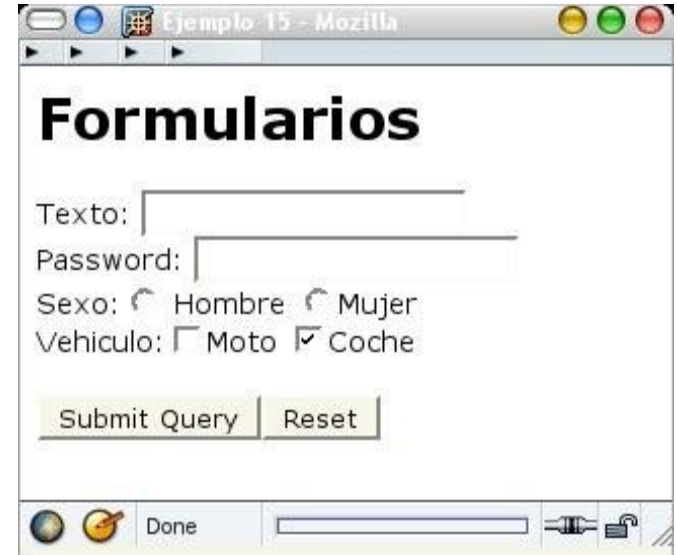 Ejemplo 15 - Mozilla
Formularios
Texto:
Password:
Sexo: Hombre Mujer
Vehiculo: Moto Coche
Submit Query Reset
Done